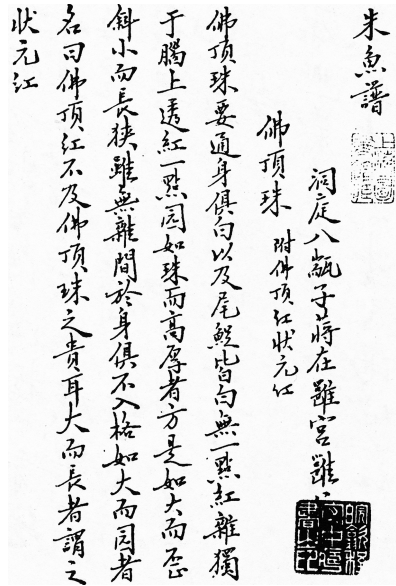 朱魚譜
洞庭八瓻子蔣在雝宮雝
佛頂珠 附佛頂紅狀元紅
佛頂珠要通身俱白以及尾鯢皆白無一點紅雜獨
于腦上透紅一點圆如珠而高厚者方是如大而歪
斜小而長狹雖無雜間於身俱不入格如大而圆者
名曰佛頂紅不及佛頂珠之貴耳大而長者謂之
狀元紅